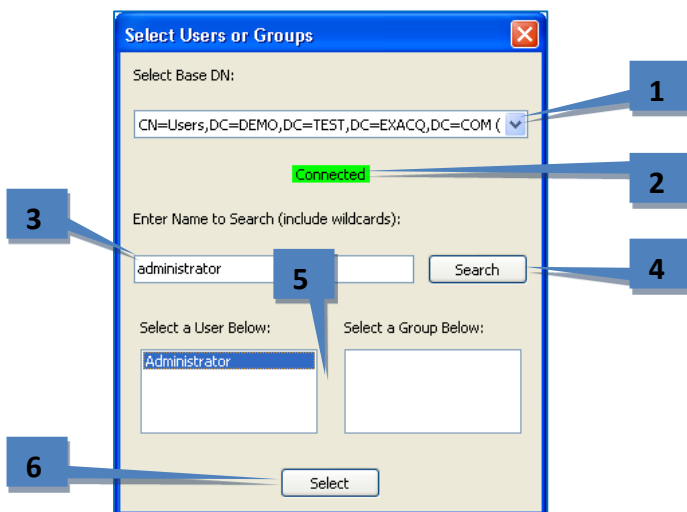 Select Users or Groups
Select Base DN:
1
CN=Users,DC=DEMO,DC=TEST,DC=EXACQ,DC=COM (
Connected
2
3
Enter Name to Search (include wildcards):
administrator
Search
4
5
Select a User Below:
Select a Group Below:
Administrator
6
Select